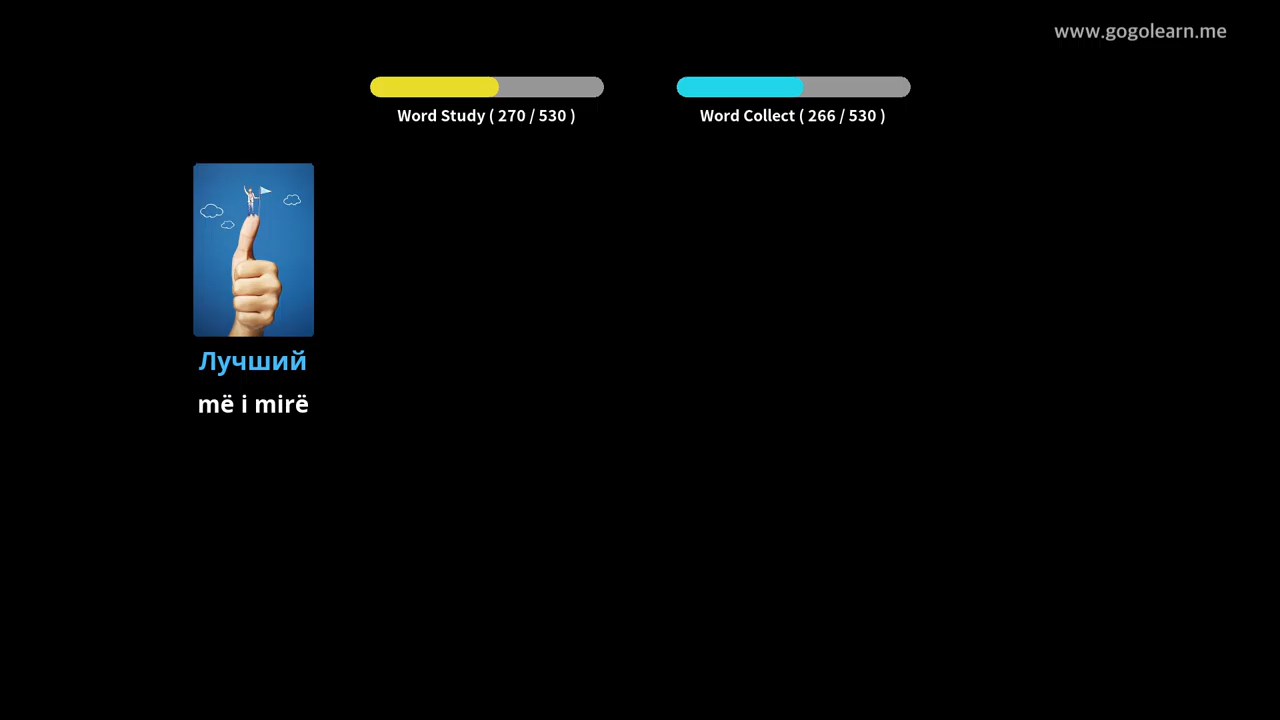 www.gogolearn.me
Word Study ( 270 / 530 )
Word Collect ( 266 / 530 )
Лучший
më i mirë